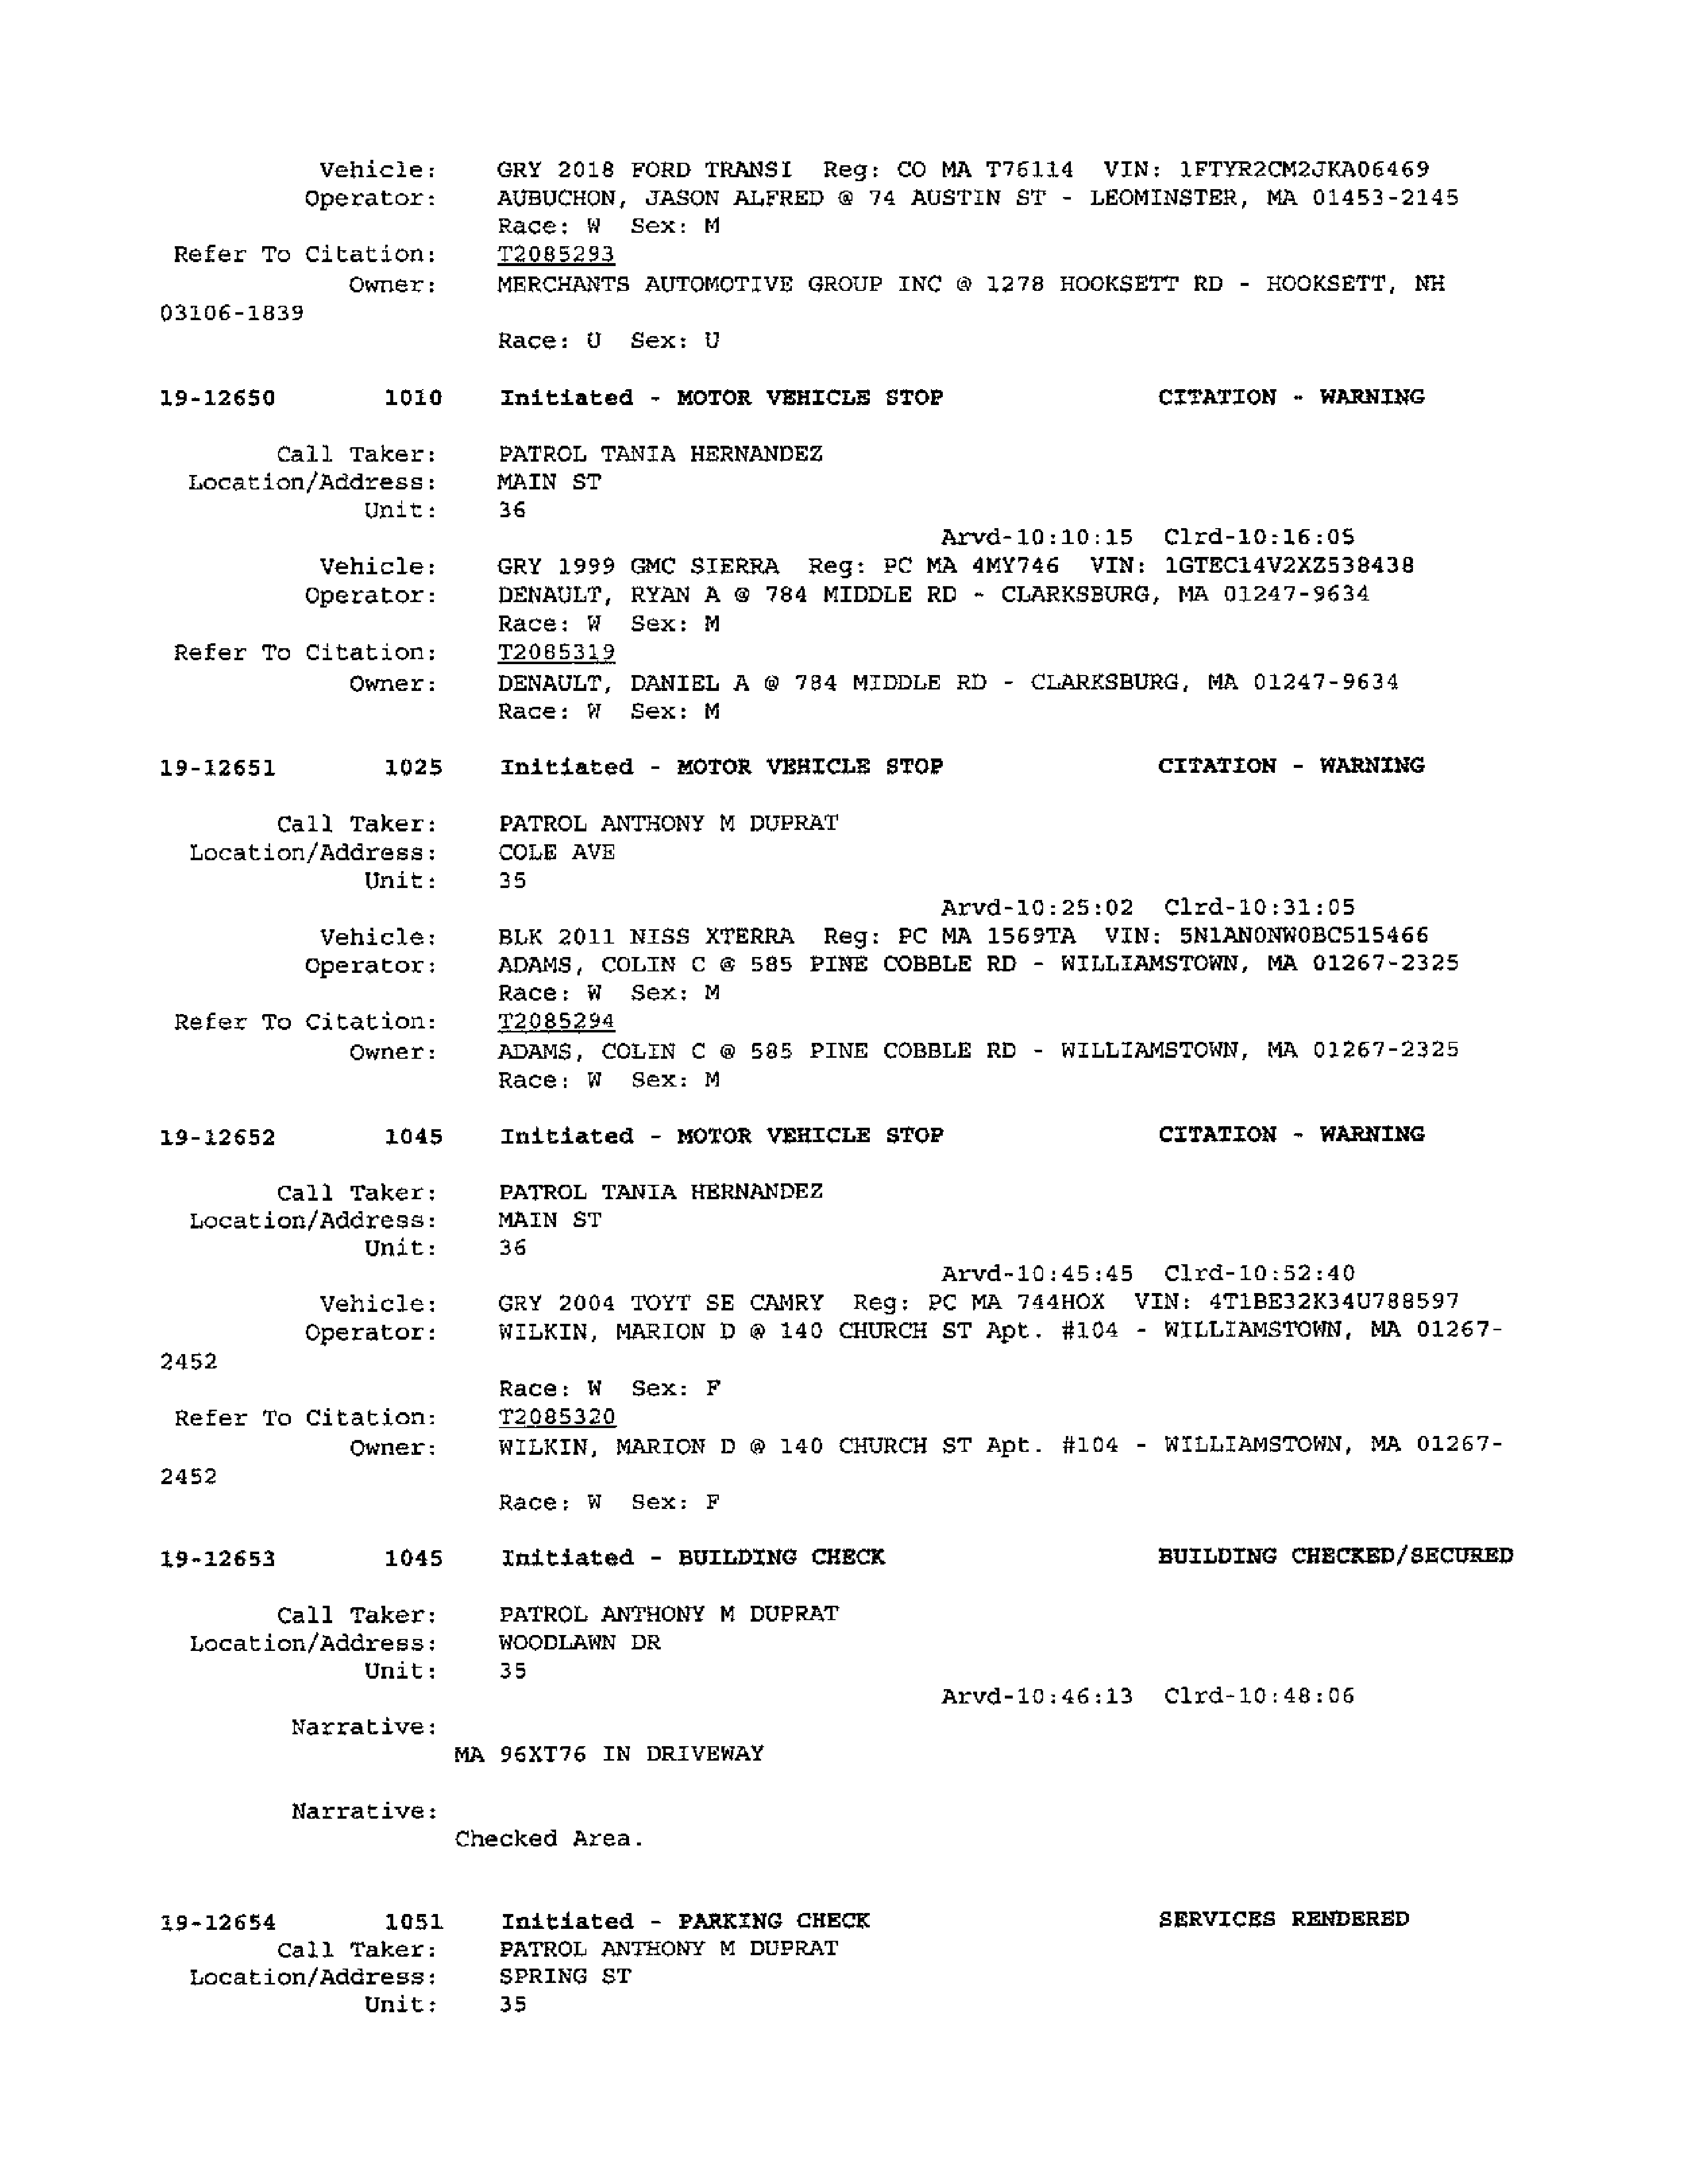 Vehicle: GRY 2018 FORD TRANSI Reg: CO MA T76114 VIN: 1FTYR2CM2JKA06469
Operator: AUBUCHON, JASON ALFRED @ 74 AUSTIN ST - LEOMINSTER, MA 01453-2145
Race: W Sex: M
Refer To Citation: T2085293
Owner: MERCHANTS AUTOMOTIVE GROUP INC @ 1278 HOOKSETT RD - HOOKSETT, NH
03106-1839
Race: U Sex: U
19-12650 1010 Initiated - MOTOR VEHICLE STOP CITATION - WARNING
Call Taker: PATROL TANIA HERNANDEZ
Location/Address: MAIN ST
Unit: 36
Arvd-10:10:15 Clrd-10:16:05
Vehicle: GRY 1999 GMC SIERRA Reg: PC MA 4MY746 VIN: 1GTEC14V2XZ538438
Operator: DENAULT, RYAN A @ 784 MIDDLE RD - CLARKSBURG, MA 01247-9634
Race: W Sex: M
Refer To Citation: T2085319
Owner: DENAULT, DANIEL A @ 784 MIDDLE RD - CLARKSBURG, MA 01247-9634
Race: W Sex: M
19-12651 1025 Initiated - MOTOR VEHICLE STOP CITATION - WARNING
Call Taker: PATROL ANTHONY M DUPRAT
Location/Address: COLE AVE
Unit: 35
Arvd-10:25:02 Clrd-10:31:05
Vehicle: BLK 2011 NISS XTERRA Reg: PC MA 1569TA VIN: 5N1AN0NW0BC515466
Operator: ADAMS, COLIN C @ 585 PINE COBBLE RD - WILLIAMSTOWN, MA 01267-2325
Race: W Sex: M
Refer To Citation: T2085294
Owner: ADAMS, COLIN C @ 585 PINE COBBLE RD - WILLIAMSTOWN, MA 01267-2325
Race: W Sex: M
19-12652 1045 Initiated - MOTOR VEHICLE STOP CITATION - WARNING
Call Taker: PATROL TANIA HERNANDEZ
Location/Address: MAIN ST
Unit: 36
Arvd-10:45:45 Clrd-10:52:40
Vehicle: GRY 2004 TOYT SE CAMRY Reg: PC MA 744HOX VIN: 4T1BE32K34U788597
Operator: WILKIN, MARION D @ 140 CHURCH ST Apt. #104 - WILLIAMSTOWN, MA 01267-
2452
Race: W Sex: F
Refer To Citation: T2085320
Owner: WILKIN, MARION D @ 140 CHURCH ST Apt. #104 - WILLIAMSTOWN, MA 01267-
2452
Race: W Sex: F
19-12653 1045 Initiated - BUILDING CHECK BUILDING CHECKED/SECURED
Call Taker: PATROL ANTHONY M DUPRAT
Location/Address: WOODLAWN DR
Unit: 35
Arvd-10:46:13 Clrd-10:48:06
Narrative:
MA 96XT76 IN DRIVEWAY
Narrative:
Checked Area.
19-12654 1051 Initiated - PARKING CHECK SERVICES RENDERED
Call Taker: PATROL ANTHONY M DUPRAT
Location/Address: SPRING ST
Unit: 35